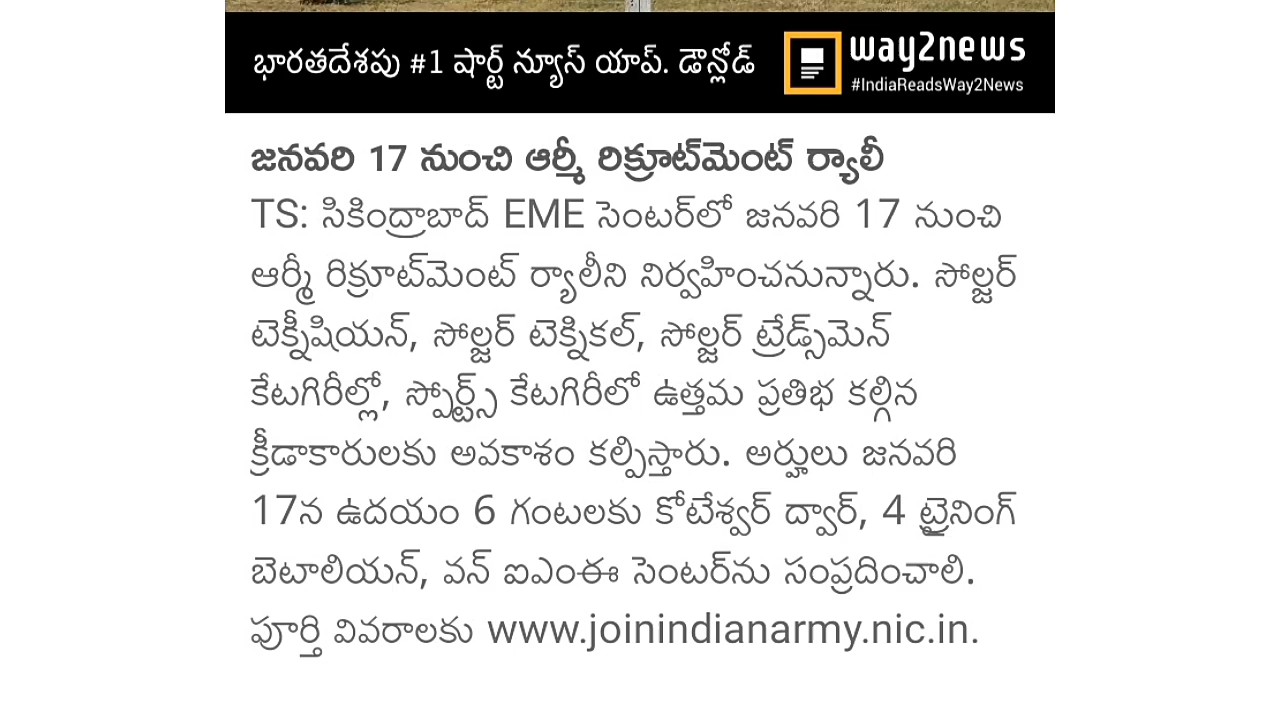 భారతదేశపు #1 షార్ట్ న్యూస్ యాప్. డౌన్లోడ్
way2news
#IndiaReadsWay2News
జనవరి 17 నుంచి ఆర్మీ రిక్రూట్‌మెంట్ ర్యాలీ
TS: సికింద్రాబాద్ EME సెంటర్‌లో జనవరి 17 నుంచి
ఆర్మీ రిక్రూట్‌మెంట్ ర్యాలీని నిర్వహించనున్నారు. సోల్జర్
టెక్నీషియన్, సోల్జర్ టెక్నికల్, సోల్జర్ ట్రేడ్స్‌మెన్
కేటగిరీల్లో, స్పోర్ట్స్ కేటగిరీలో ఉత్తమ ప్రతిభ కల్గిన
క్రీడాకారులకు అవకాశం కల్పిస్తారు. అర్హులు జనవరి
17న ఉదయం 6 గంటలకు కోటేశ్వర్ ద్వార్, 4 ట్రైనింగ్
బెటాలియన్, వన్ ఐఎంఈ సెంటర్‌ను సంప్రదించాలి.
పూర్తి వివరాలకు www.joinindianarmy.nic.in.